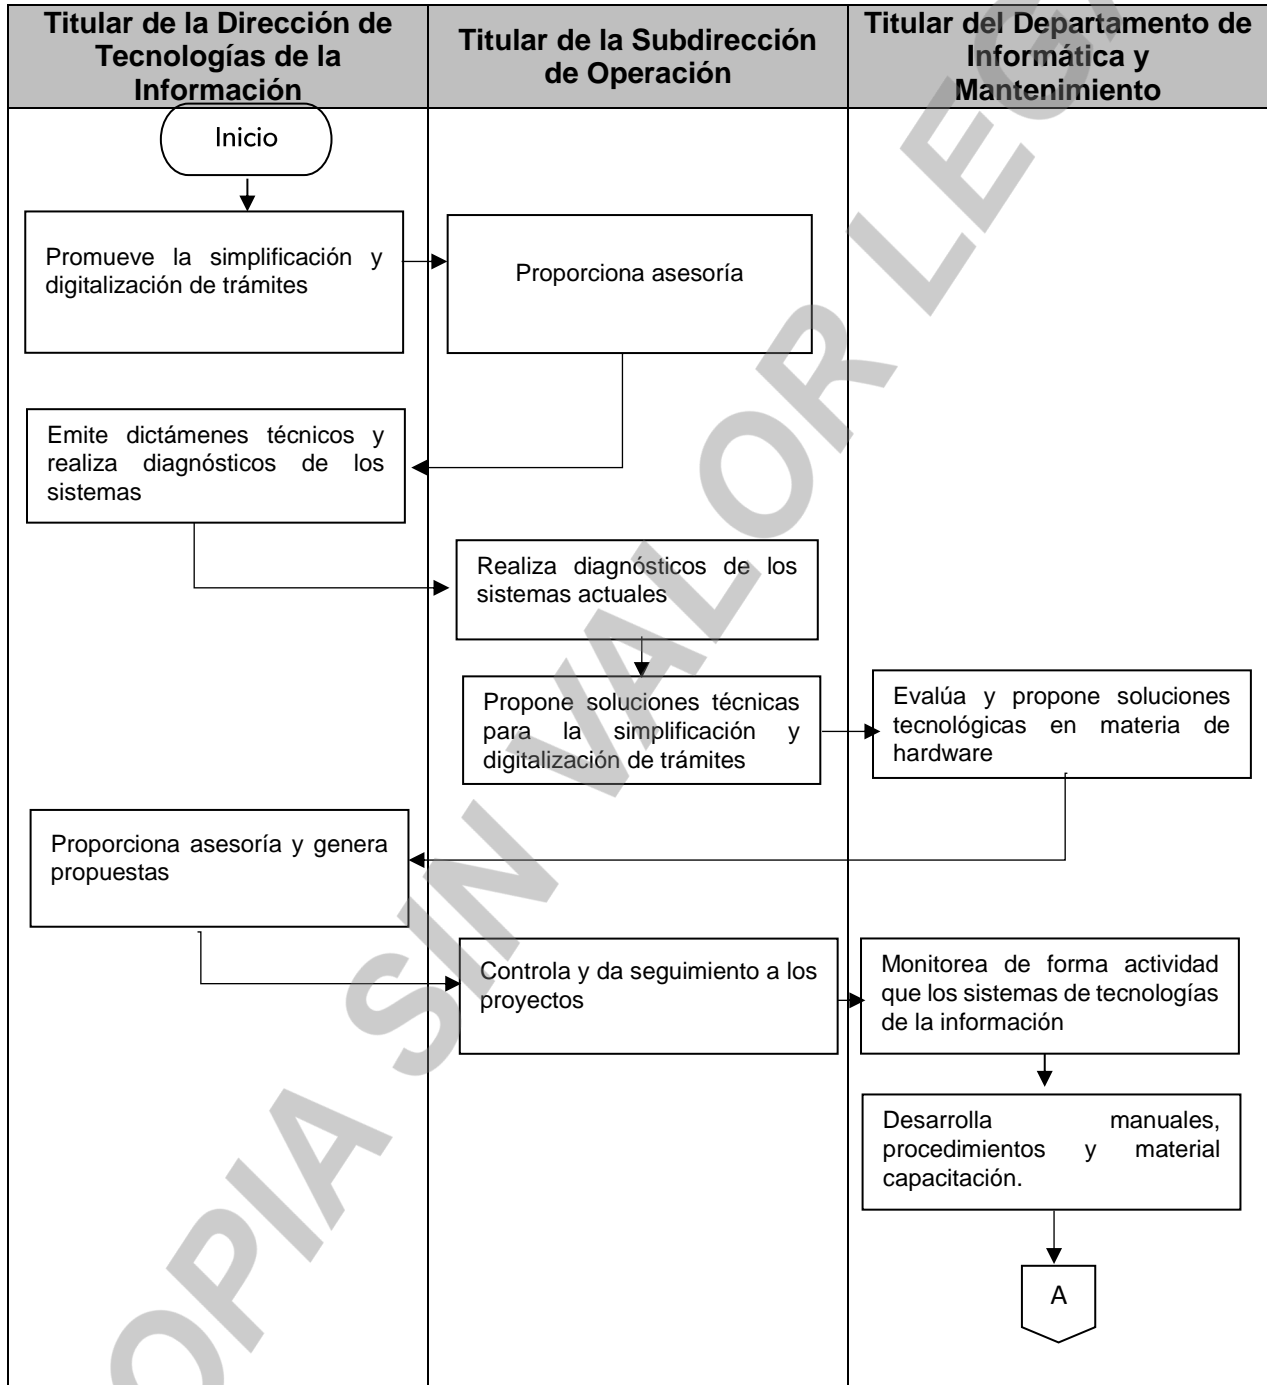 Titular de la Dirección de
Tecnologías de la
Información
Titular de la Subdirección
de Operación
Titular del Departamento de
Informática y
Mantenimiento
Inicio
Promueve la simplificación y
digitalización de trámites
Proporciona asesoría
Emite dictámenes técnicos y
realiza diagnósticos de los
sistemas
Realiza diagnósticos de los
sistemas actuales
Propone soluciones técnicas
para la simplificación y
digitalización de trámites
Evalúa y propone soluciones
tecnológicas en materia de
hardware
Proporciona asesoría y genera
propuestas
Controla y da seguimiento a los
proyectos
Monitorea de forma actividad
que los sistemas de tecnologías
de la información
Desarrolla manuales,
procedimientos y material
capacitación.
A
OPIA SIN VALOR LEGA